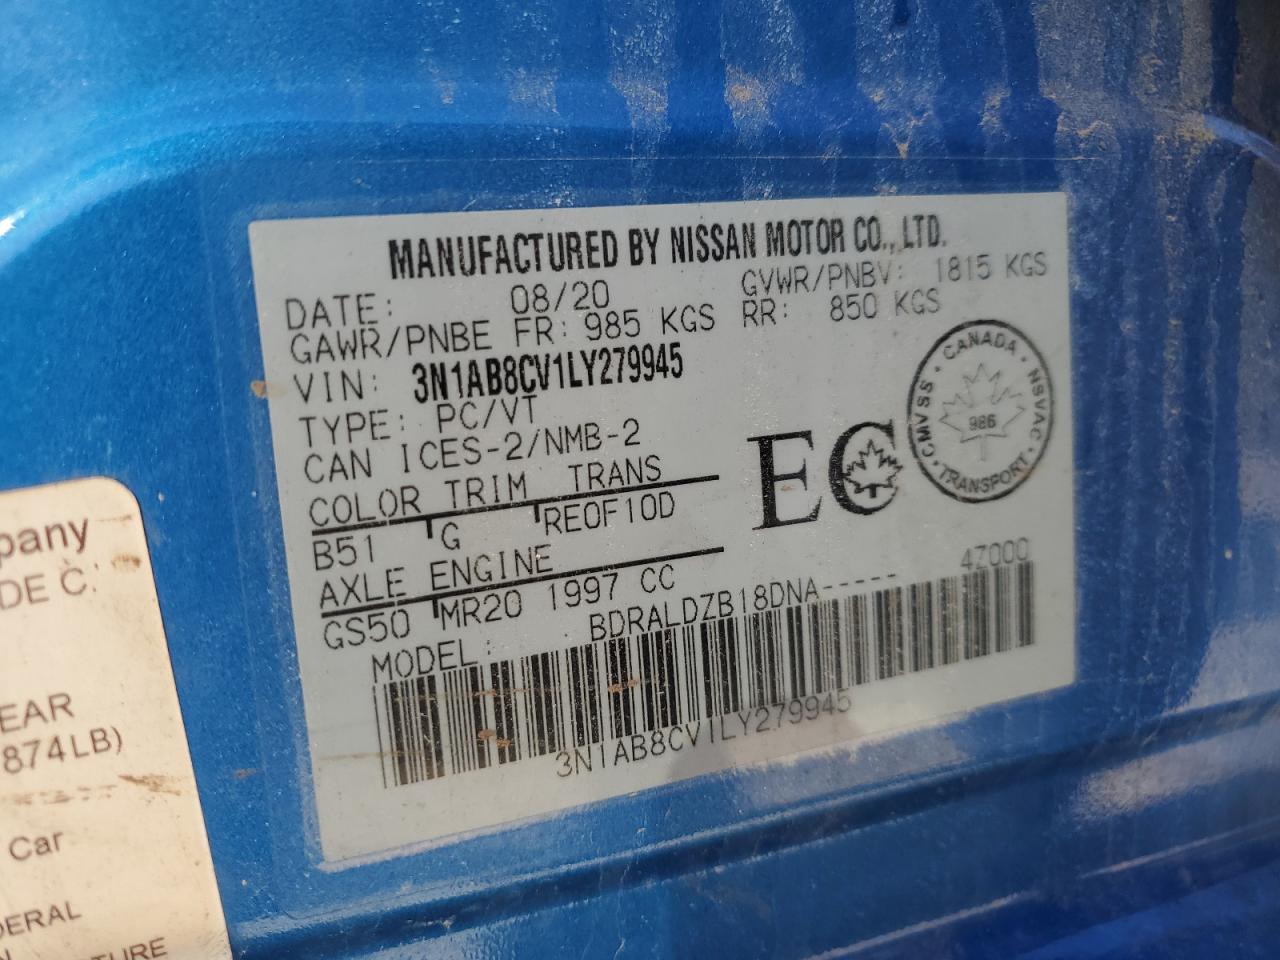 MANUFACTURED BY NISSAN MOTOR CO., LTD.
DATE: 08/20 GVWR/PNBV: 1815 KGS
GAWR/PNBE FR: 985 KGS RR: 850 KGS
VIN: 3N1AB8CV1LY279945
TYPE: PC/VT
CAN ICES-2/NMB-2
COLOR TRIM TRANS
B51 G RE0F10D
AXLE ENGINE
GS50 MR20 1997 CC
MODEL: BDRALDZB18DNA----- 4Z000
3N1AB8CV1LY279945
EC
CANADA · NSVAC · TRANSPORT · CMVSS ·
986
pany
DE C.
EAR
874LB)
Car
DERAL
TURE